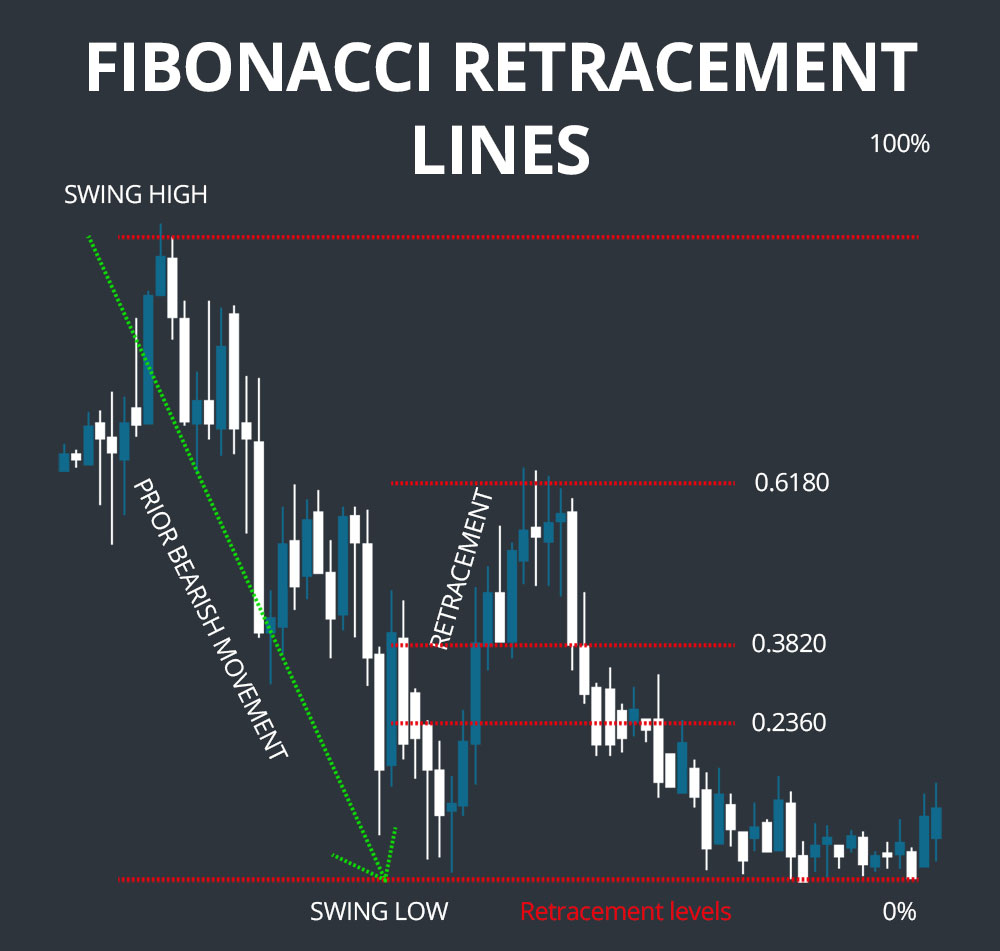 FIBONACCI RETRACEMENT
LINES
100%
SWING HIGH
PRIOR BEARISH MOVEMENT
RETRACEMENT
0.6180
0.3820
0.2360
SWING LOW
Retracement levels
0%